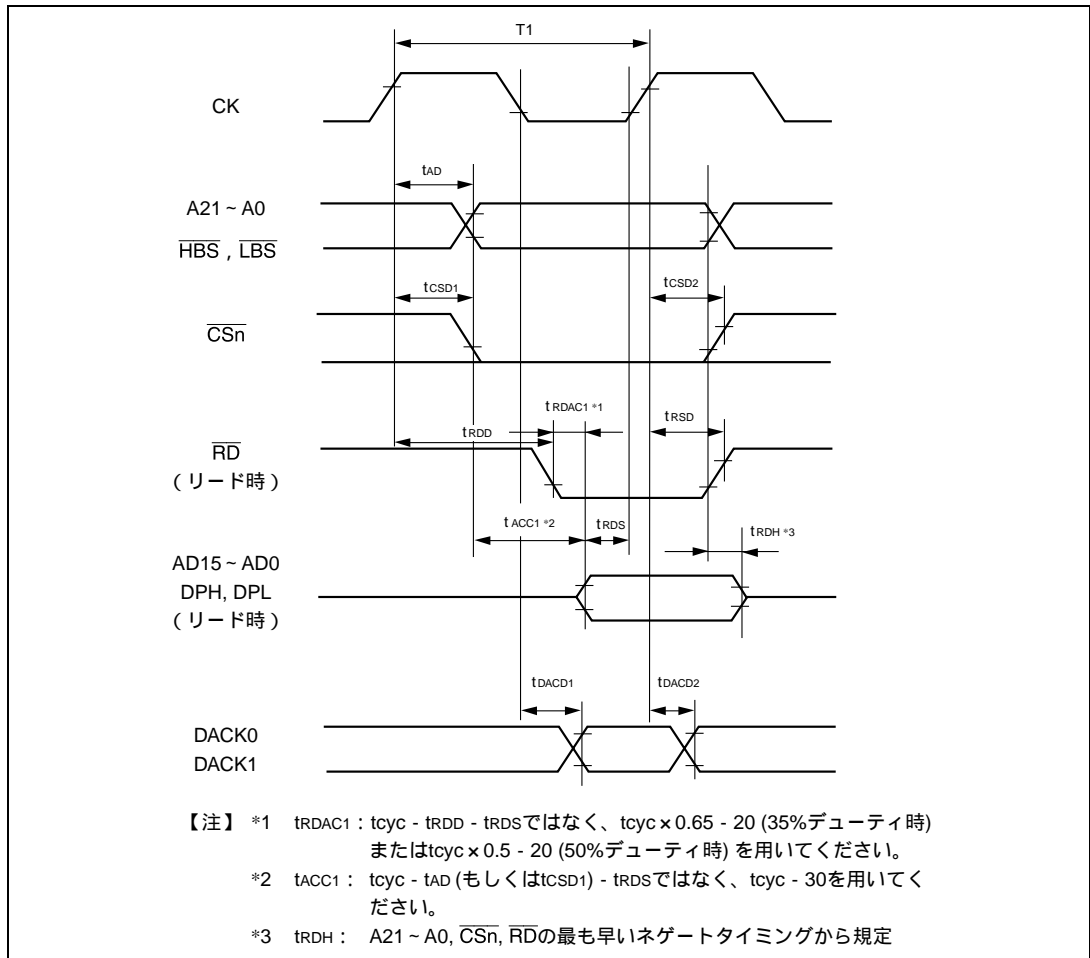 T1
CK
tAD
A21 ~ A0
HBS , LBS
tCSD1
tCSD2
CSn
tRDAC1 *1
tRDD
tRSD
RD
(リード時)
tACC1 *2
tRDS
tRDH *3
AD15 ~ AD0
DPH, DPL
(リード時)
tDACD1
tDACD2
DACK0
DACK1
【注】 *1 tRDAC1 : tcyc - tRDD - tRDSではなく、tcyc × 0.65 - 20 (35%デューティ時)
またはtcyc × 0.5 - 20 (50%デューティ時) を用いてください。
*2 tACC1 : tcyc - tAD (もしくはtCSD1) - tRDSではなく、tcyc - 30を用いてく
ださい。
*3 tRDH : A21 ~ A0, CSn, RDの最も早いネゲートタイミングから規定